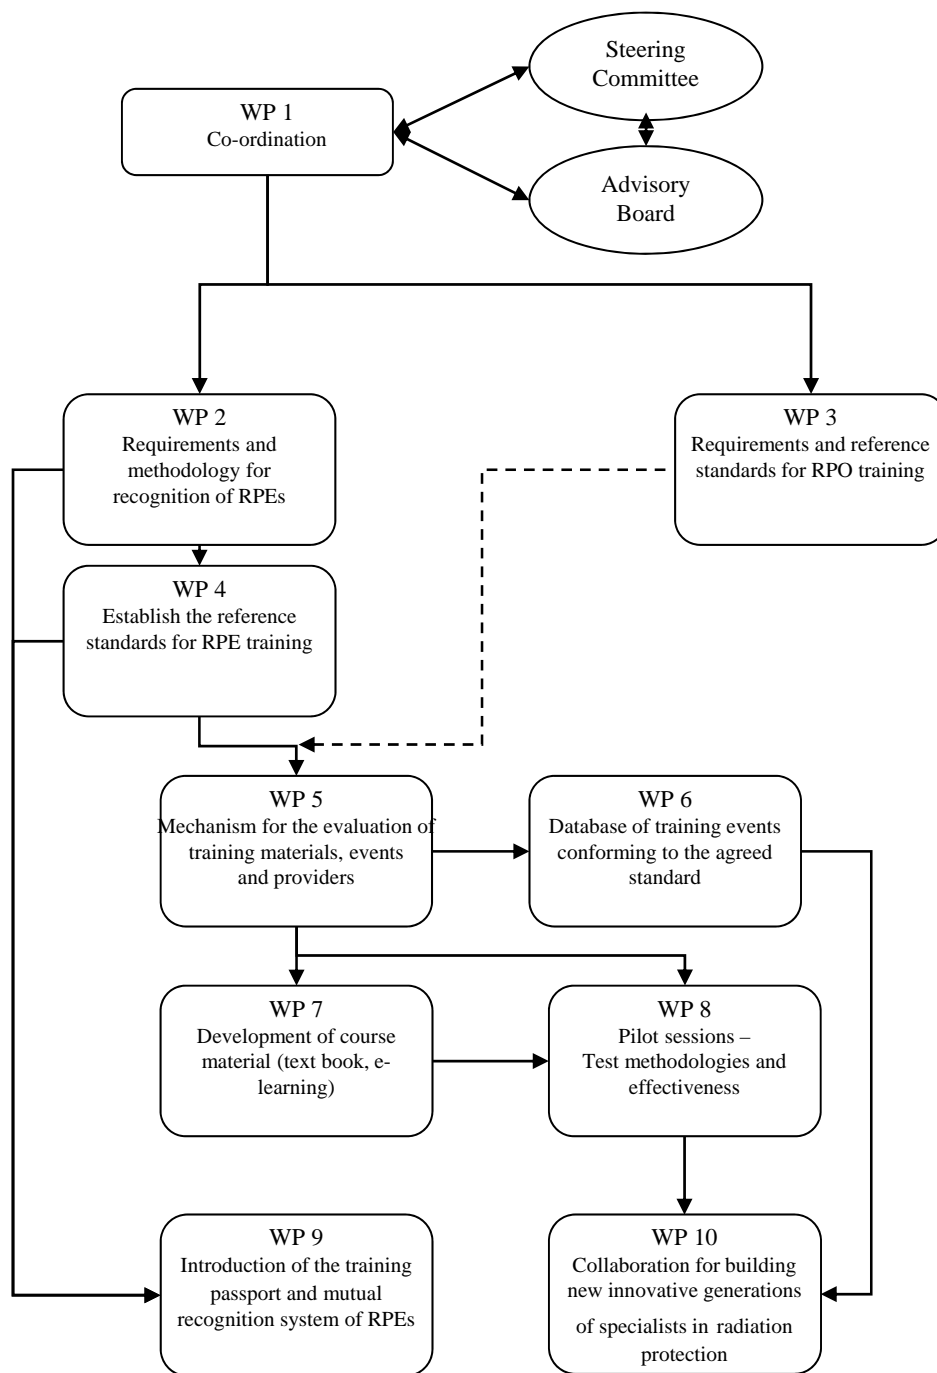 Steering
Committee
WP 1
Co-ordination
Advisory
Board
WP 2
Requirements and
methodology for
recognition of RPEs
WP 3
Requirements and reference
standards for RPO training
WP 4
Establish the reference
standards for RPE training
WP 5
Mechanism for the evaluation of
training materials, events
and providers
WP 6
Database of training events
conforming to the agreed
standard
WP 7
Development of course
material (text book, e-
learning)
WP 8
Pilot sessions –
Test methodologies and
effectiveness
WP 9
Introduction of the training
passport and mutual
recognition system of RPEs
WP 10
Collaboration for building
new innovative generations
of specialists in radiation
protection